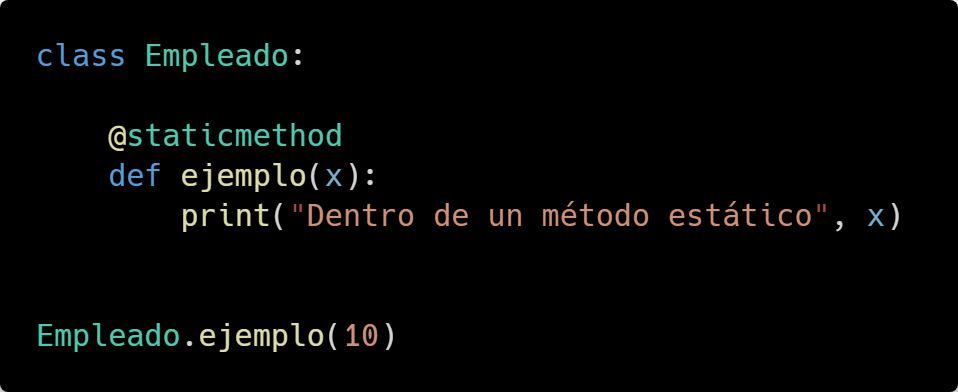 class Empleado:
    @staticmethod
    def ejemplo(x):
        print("Dentro de un método estático", x)
Empleado.ejemplo(10)